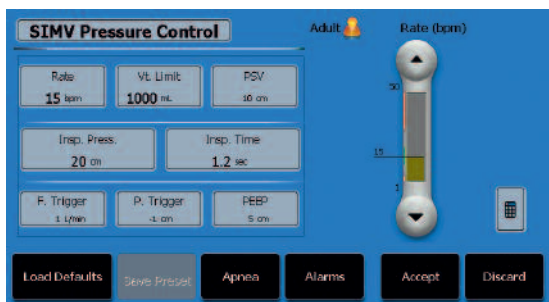 SIMV Pressure Control
Adult
Rate (bpm)
Rate
15 bpm
Vt. Limit
1000 mL
PSV
10 cm
Insp. Press.
20 cm
Insp. Time
1.2 sec
F. Trigger
1 L/min
P. Trigger
-1 cm
PEEP
5 cm
50
15
1
Load Defaults
Save Preset
Apnea
Alarms
Accept
Discard